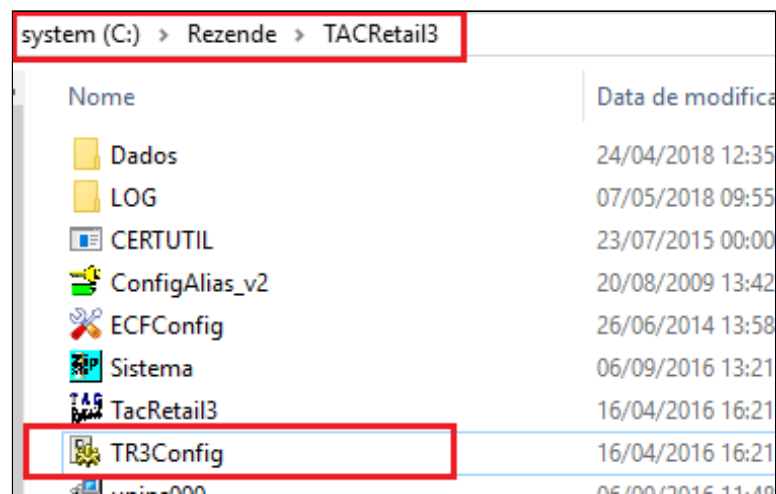 system (C:) > Rezende > TACRetail3
Nome Data de modifica
Dados 24/04/2018 12:35
LOG 07/05/2018 09:55
CERTUTIL 23/07/2015 00:00
ConfigAlias_v2 20/08/2009 13:42
ECFConfig 26/06/2014 13:58
Sistema 06/09/2016 13:21
TacRetail3 16/04/2016 16:21
TR3Config 16/04/2016 16:21